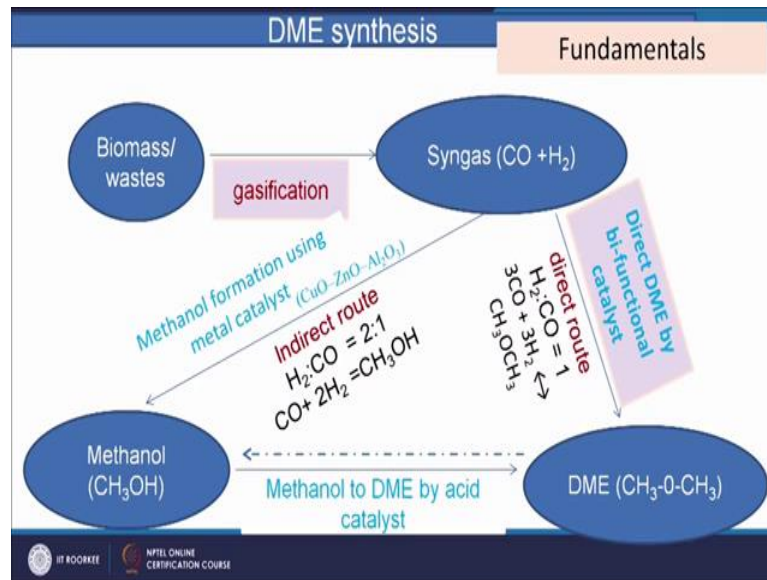 DME synthesis
Fundamentals
Biomass/
wastes
gasification
Syngas (CO +H₂)
Methanol formation using
metal catalyst (CuO–ZnO–Al₂O₃)
Indirect route
H₂:CO = 2:1
CO+ 2H₂ =CH₃OH
Direct DME by
bi-functional
catalyst
direct route
H₂:CO = 1
3CO + 3H₂ ↔
CH₃OCH₃
Methanol
(CH₃OH)
Methanol to DME by acid
catalyst
DME (CH₃-0-CH₃)
IIT ROORKEE
NPTEL ONLINE
CERTIFICATION COURSE